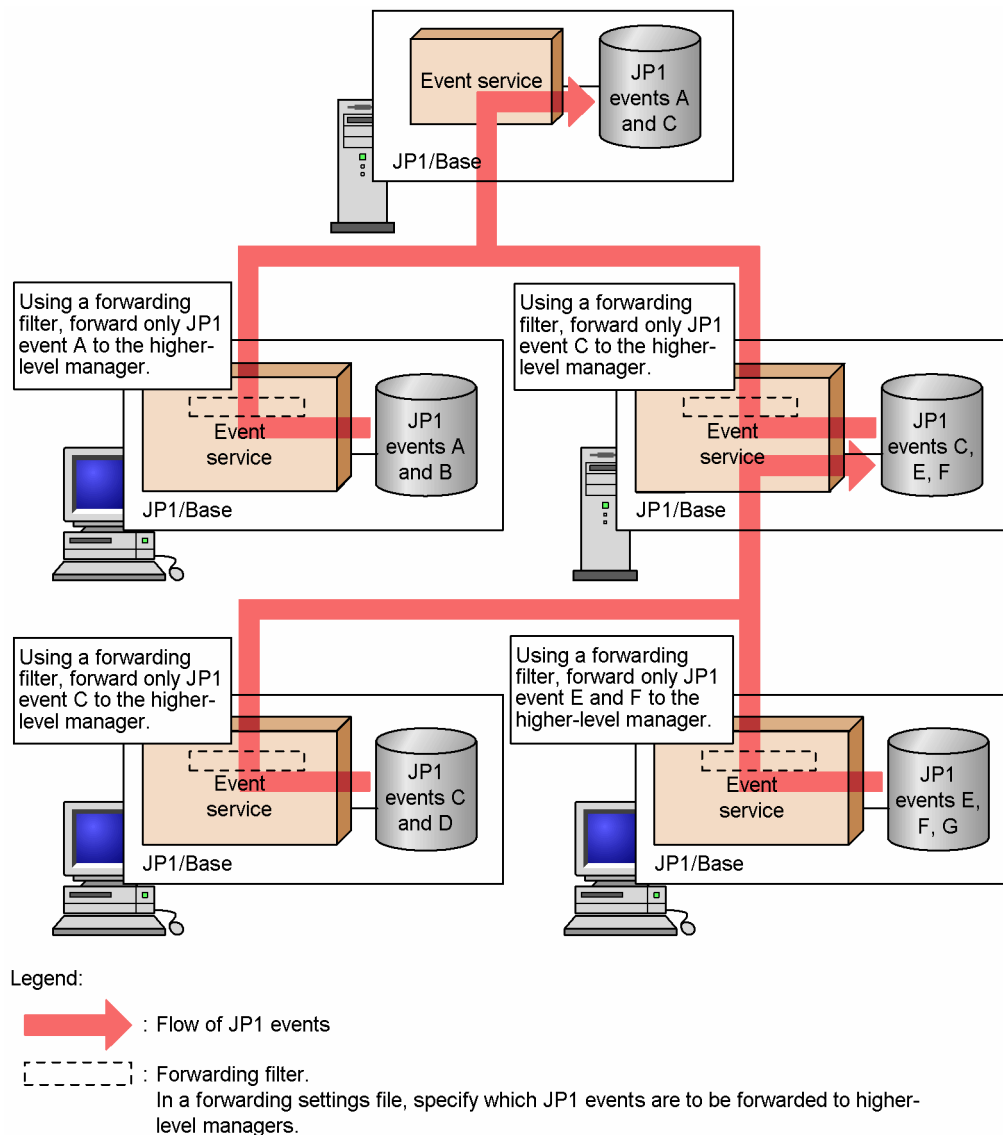 Event service
JP1
events A
and C
JP1/Base
Using a forwarding
filter, forward only JP1
event A to the higher-
level manager.
Event
service
JP1
events A
and B
JP1/Base
Using a forwarding
filter, forward only JP1
event C to the higher-
level manager.
Event
service
JP1
events C,
E, F
JP1/Base
Using a forwarding
filter, forward only JP1
event C to the higher-
level manager.
Event
service
JP1
events C
and D
JP1/Base
Using a forwarding
filter, forward only JP1
event E and F to the
higher-level manager.
Event
service
JP1
events E,
F, G
JP1/Base
Legend:
: Flow of JP1 events
: Forwarding filter.
In a forwarding settings file, specify which JP1 events are to be forwarded to higher-
level managers.